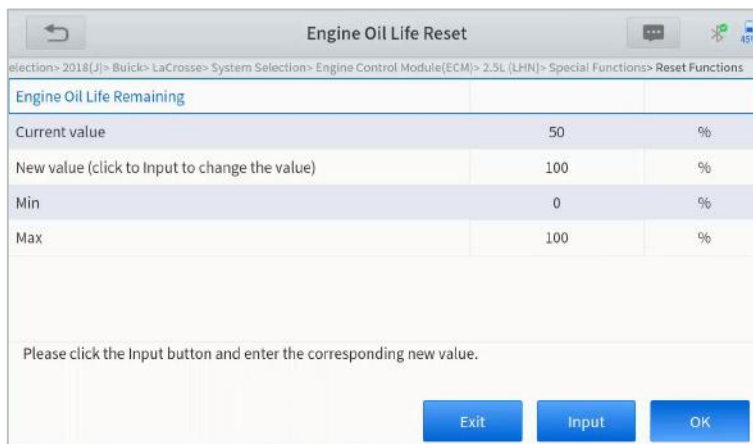 Engine Oil Life Reset
election> 2018(J)> Buick> LaCrosse> System Selection> Engine Control Module(ECM)> 2.5L (LHN)> Special Functions> Reset Functions
Engine Oil Life Remaining
Current value 50 %
New value (click to Input to change the value) 100 %
Min 0 %
Max 100 %
Please click the Input button and enter the corresponding new value.
Exit Input OK